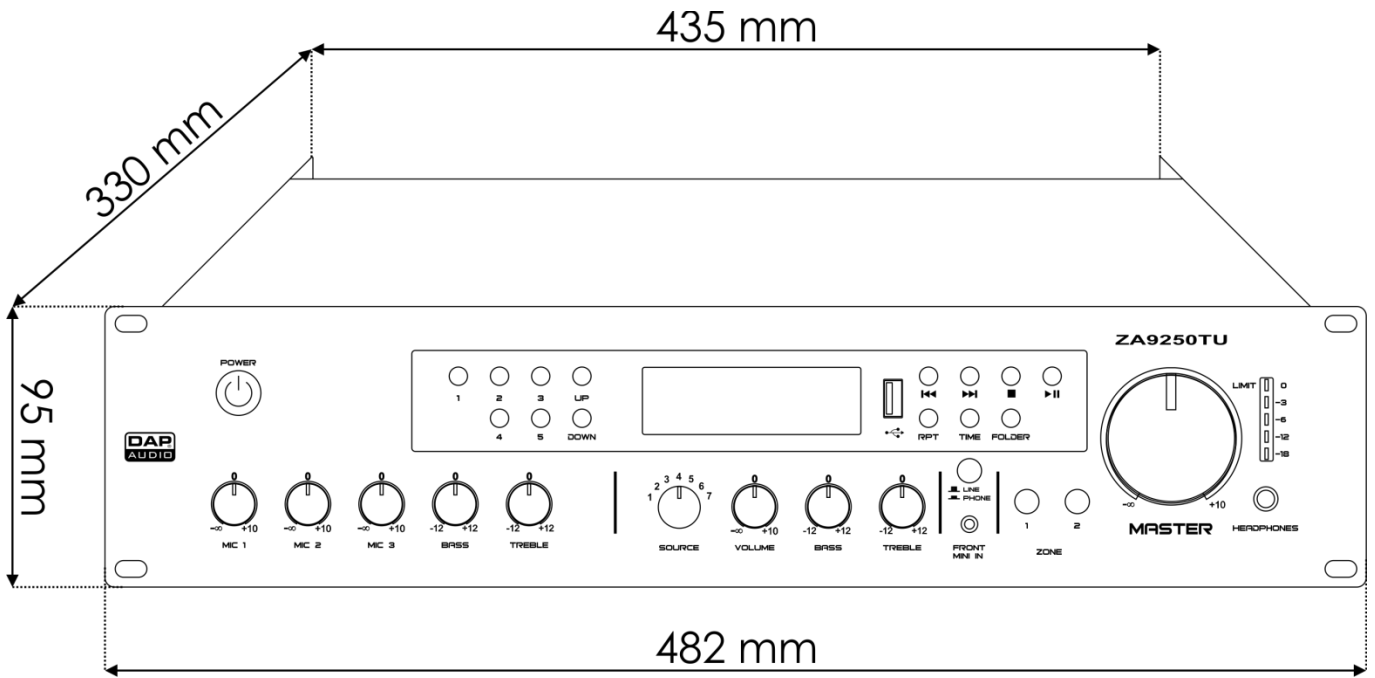 435 mm
330 mm
95 mm
ZA9250TU
POWER
1 2 3 UP
4 5 DOWN
RPT TIME FOLDER
LIMIT 0
-3
-6
-12
-18
DAP
AUDIO
0 0 0 0 0
-∞ +10 -∞ +10 -∞ +10 -12 +12 -12 +12
MIC 1 MIC 2 MIC 3 BASS TREBLE
1 2 3 4 5 6 7
0 0 0
-∞ +10 -12 +12 -12 +12
SOURCE VOLUME BASS TREBLE
LINE
PHONE
FRONT
MINI IN
1 2
ZONE
-∞ +10
MASTER
HEADPHONES
482 mm